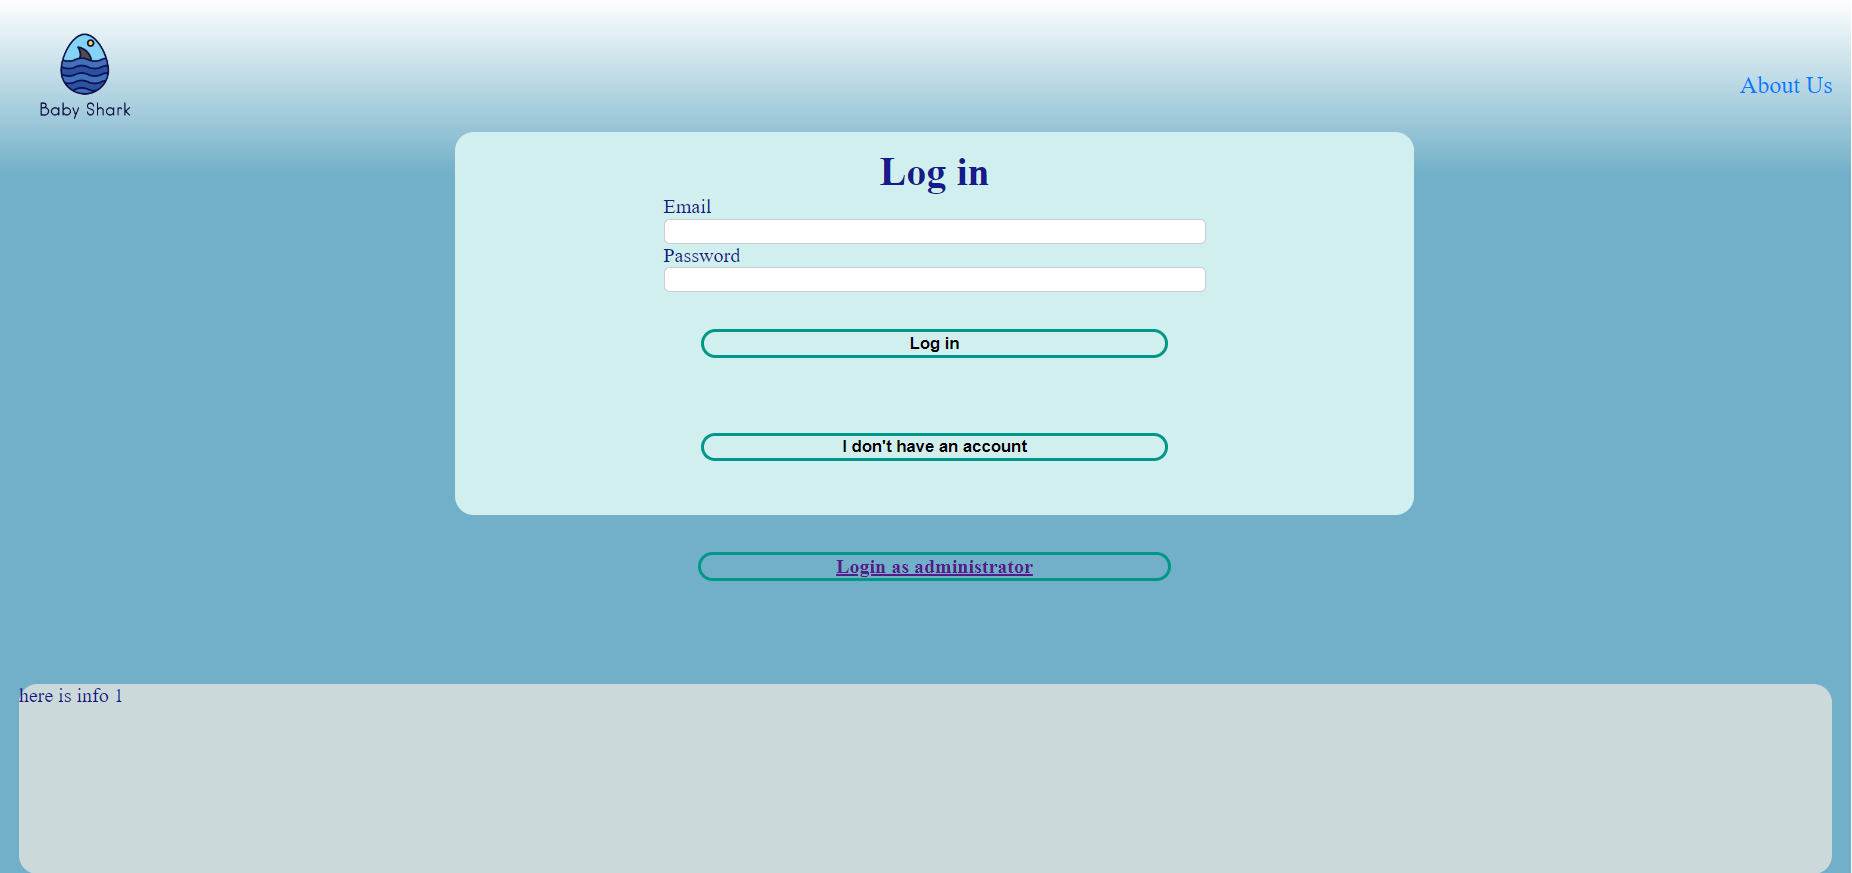 Baby Shark
About Us
Log in
Email
Password
Log in
I don't have an account
Login as administrator
here is info 1